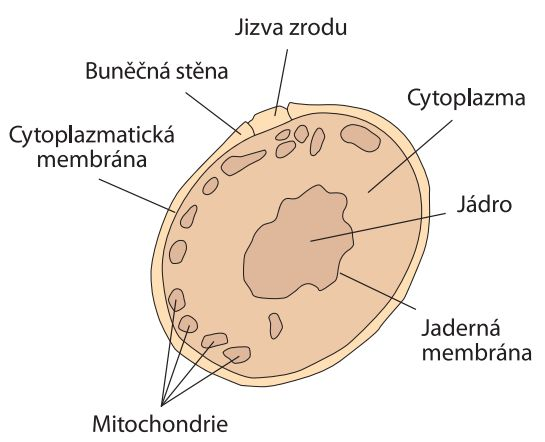 Jizva zrodu
Buněčná stěna
Cytoplazma
Cytoplazmatická
membrána
Jádro
Jaderná
membrána
Mitochondrie